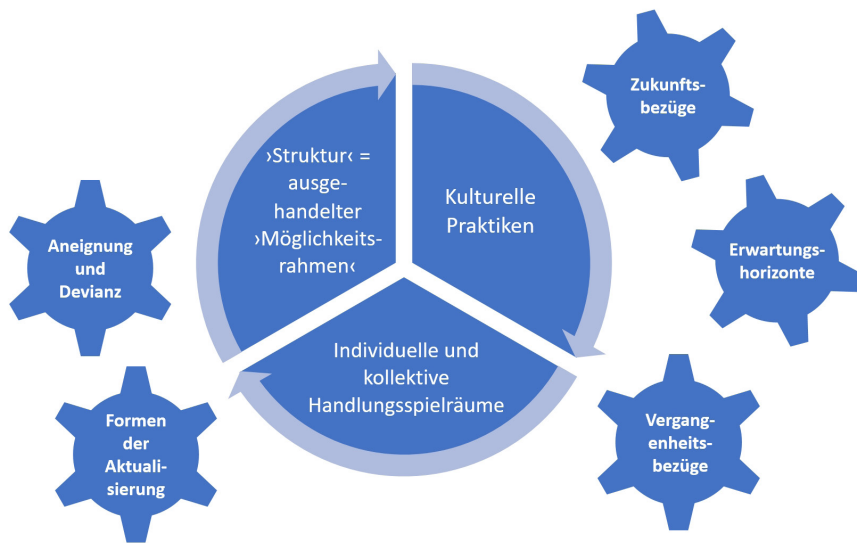 ›Struktur‹ =
ausge-
handelter
›Möglichkeits-
rahmen‹
Kulturelle
Praktiken
Individuelle und
kollektive
Handlungsspielräume
Aneignung
und
Devianz
Formen
der
Aktuali-
sierung
Zukunfts-
bezüge
Erwartungs-
horizonte
Vergang-
enheits-
bezüge